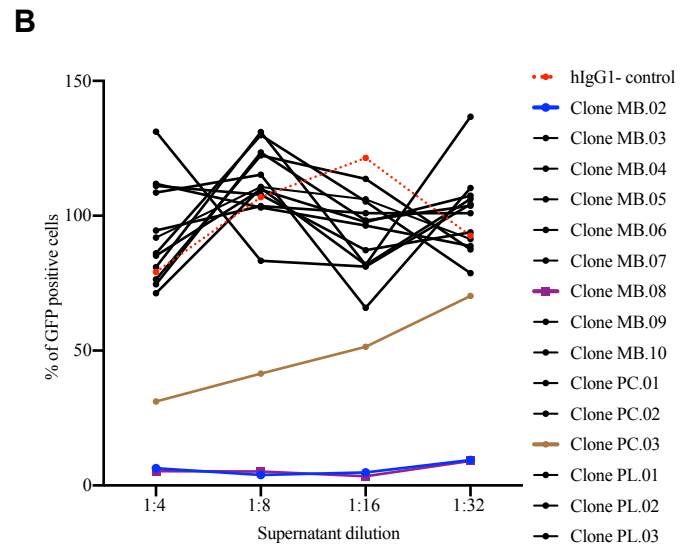 B
150
100
50
0
% of GFP positive cells
1:4 1:8 1:16 1:32
Supernatant dilution
hIgG1- control
Clone MB.02
Clone MB.03
Clone MB.04
Clone MB.05
Clone MB.06
Clone MB.07
Clone MB.08
Clone MB.09
Clone MB.10
Clone PC.01
Clone PC.02
Clone PC.03
Clone PL.01
Clone PL.02
Clone PL.03